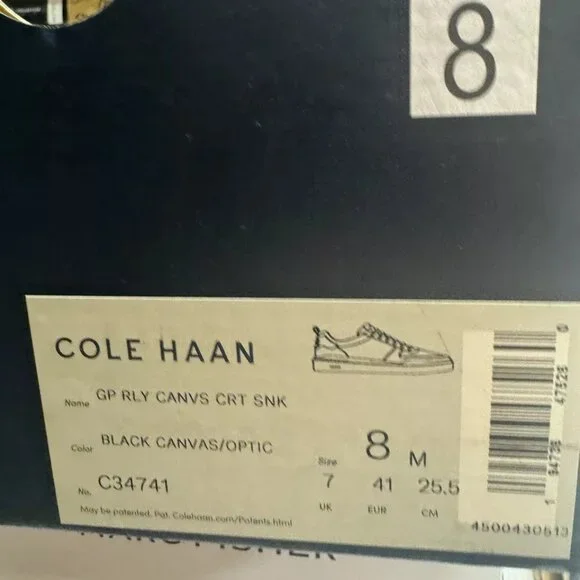 8
COLE HAAN
Name GP RLY CANVS CRT SNK
Color BLACK CANVAS/OPTIC
Size 8 M
No. C34741
7 41 25.5
UK EUR CM
May be patented. Pat. Colehaan.com/Patents.html
4500430513